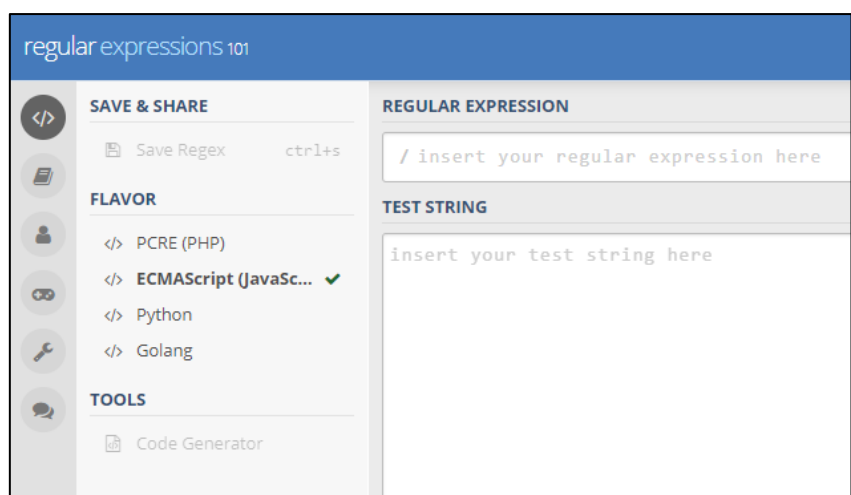 regular expressions 101
SAVE & SHARE
Save Regex ctrl+s
FLAVOR
</> PCRE (PHP)
</> ECMAScript (JavaSc...
</> Python
</> Golang
TOOLS
Code Generator
REGULAR EXPRESSION
/ insert your regular expression here
TEST STRING
insert your test string here